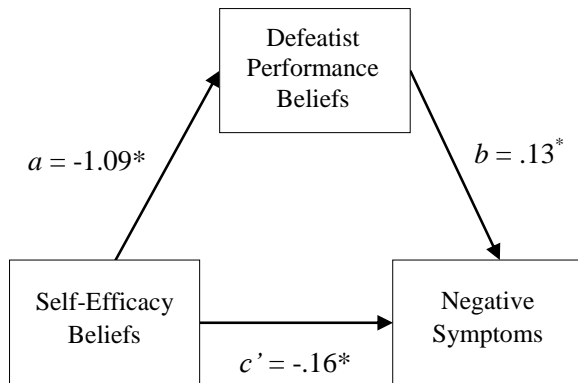 Defeatist
Performance
Beliefs
a = -1.09*
b = .13*
Self-Efficacy
Beliefs
Negative
Symptoms
c’ = -.16*